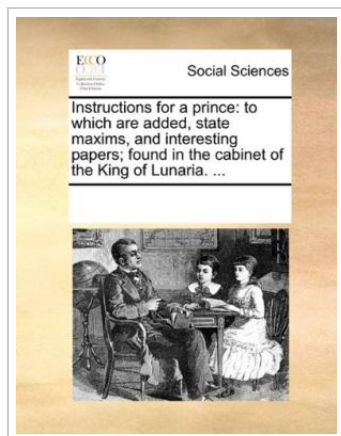 ECCO
Social Sciences
Instructions for a prince: to
which are added, state
maxims, and interesting
papers; found in the cabinet of
the King of Lunaria. ...